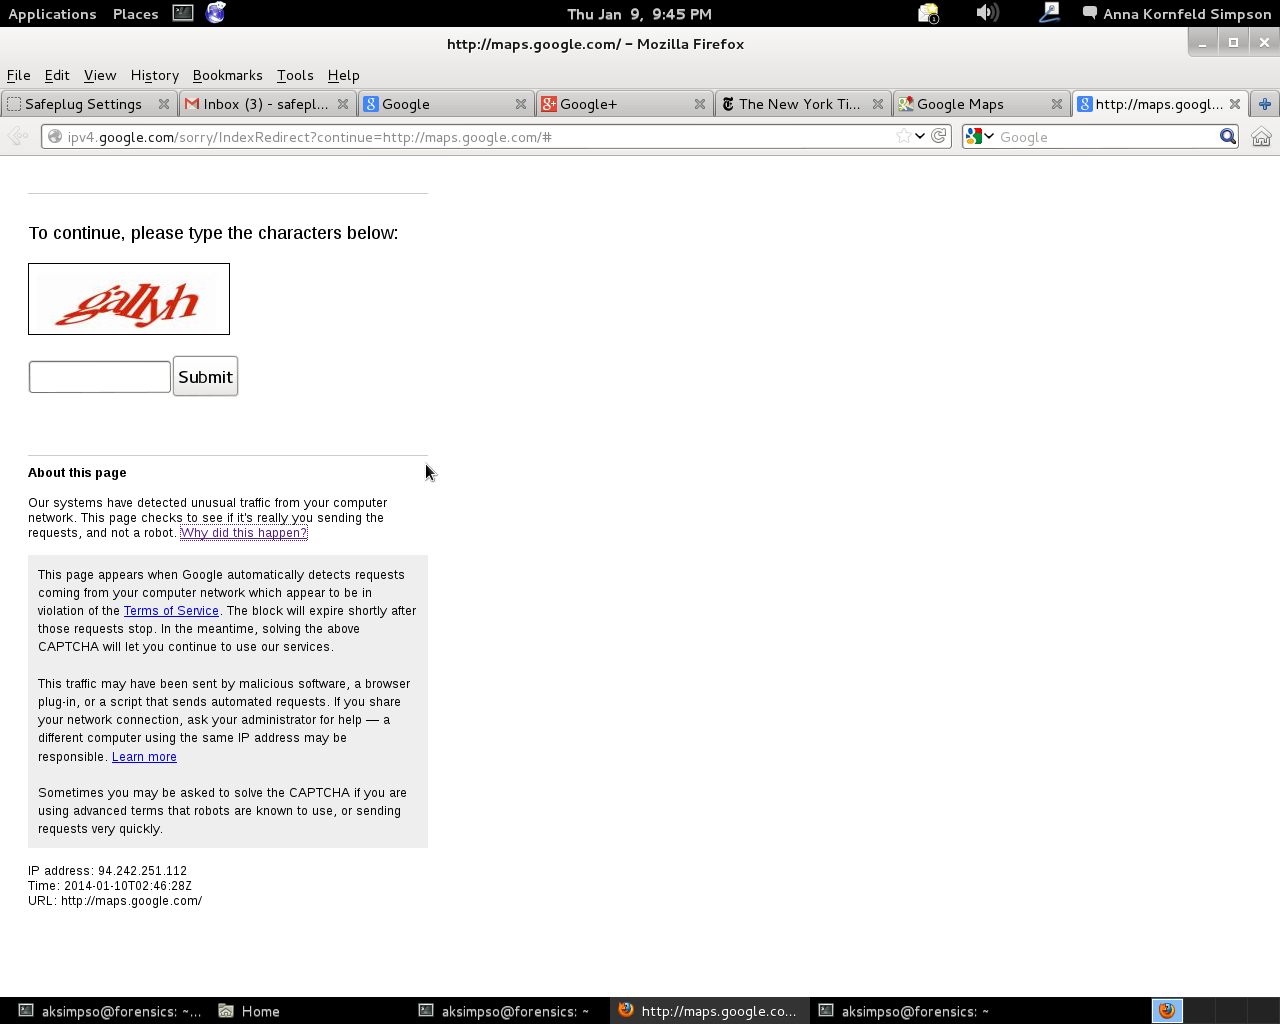 Applications Places Thu Jan 9, 9:45 PM 1 Anna Kornfeld Simpson
http://maps.google.com/ - Mozilla Firefox
File Edit View History Bookmarks Tools Help
Safeplug Settings Inbox (3) - safepl... Google Google+ The New York Ti... Google Maps http://maps.googl...
ipv4.google.com/sorry/IndexRedirect?continue=http://maps.google.com/# Google
To continue, please type the characters below:
gallyh
Submit
About this page
Our systems have detected unusual traffic from your computer
network. This page checks to see if it's really you sending the
requests, and not a robot. Why did this happen?
This page appears when Google automatically detects requests
coming from your computer network which appear to be in
violation of the Terms of Service. The block will expire shortly after
those requests stop. In the meantime, solving the above
CAPTCHA will let you continue to use our services.
This traffic may have been sent by malicious software, a browser
plug-in, or a script that sends automated requests. If you share
your network connection, ask your administrator for help — a
different computer using the same IP address may be
responsible. Learn more
Sometimes you may be asked to solve the CAPTCHA if you are
using advanced terms that robots are known to use, or sending
requests very quickly.
IP address: 94.242.251.112
Time: 2014-01-10T02:46:28Z
URL: http://maps.google.com/
aksimpso@forensics: ~... Home aksimpso@forensics: ~ http://maps.google.co... aksimpso@forensics: ~